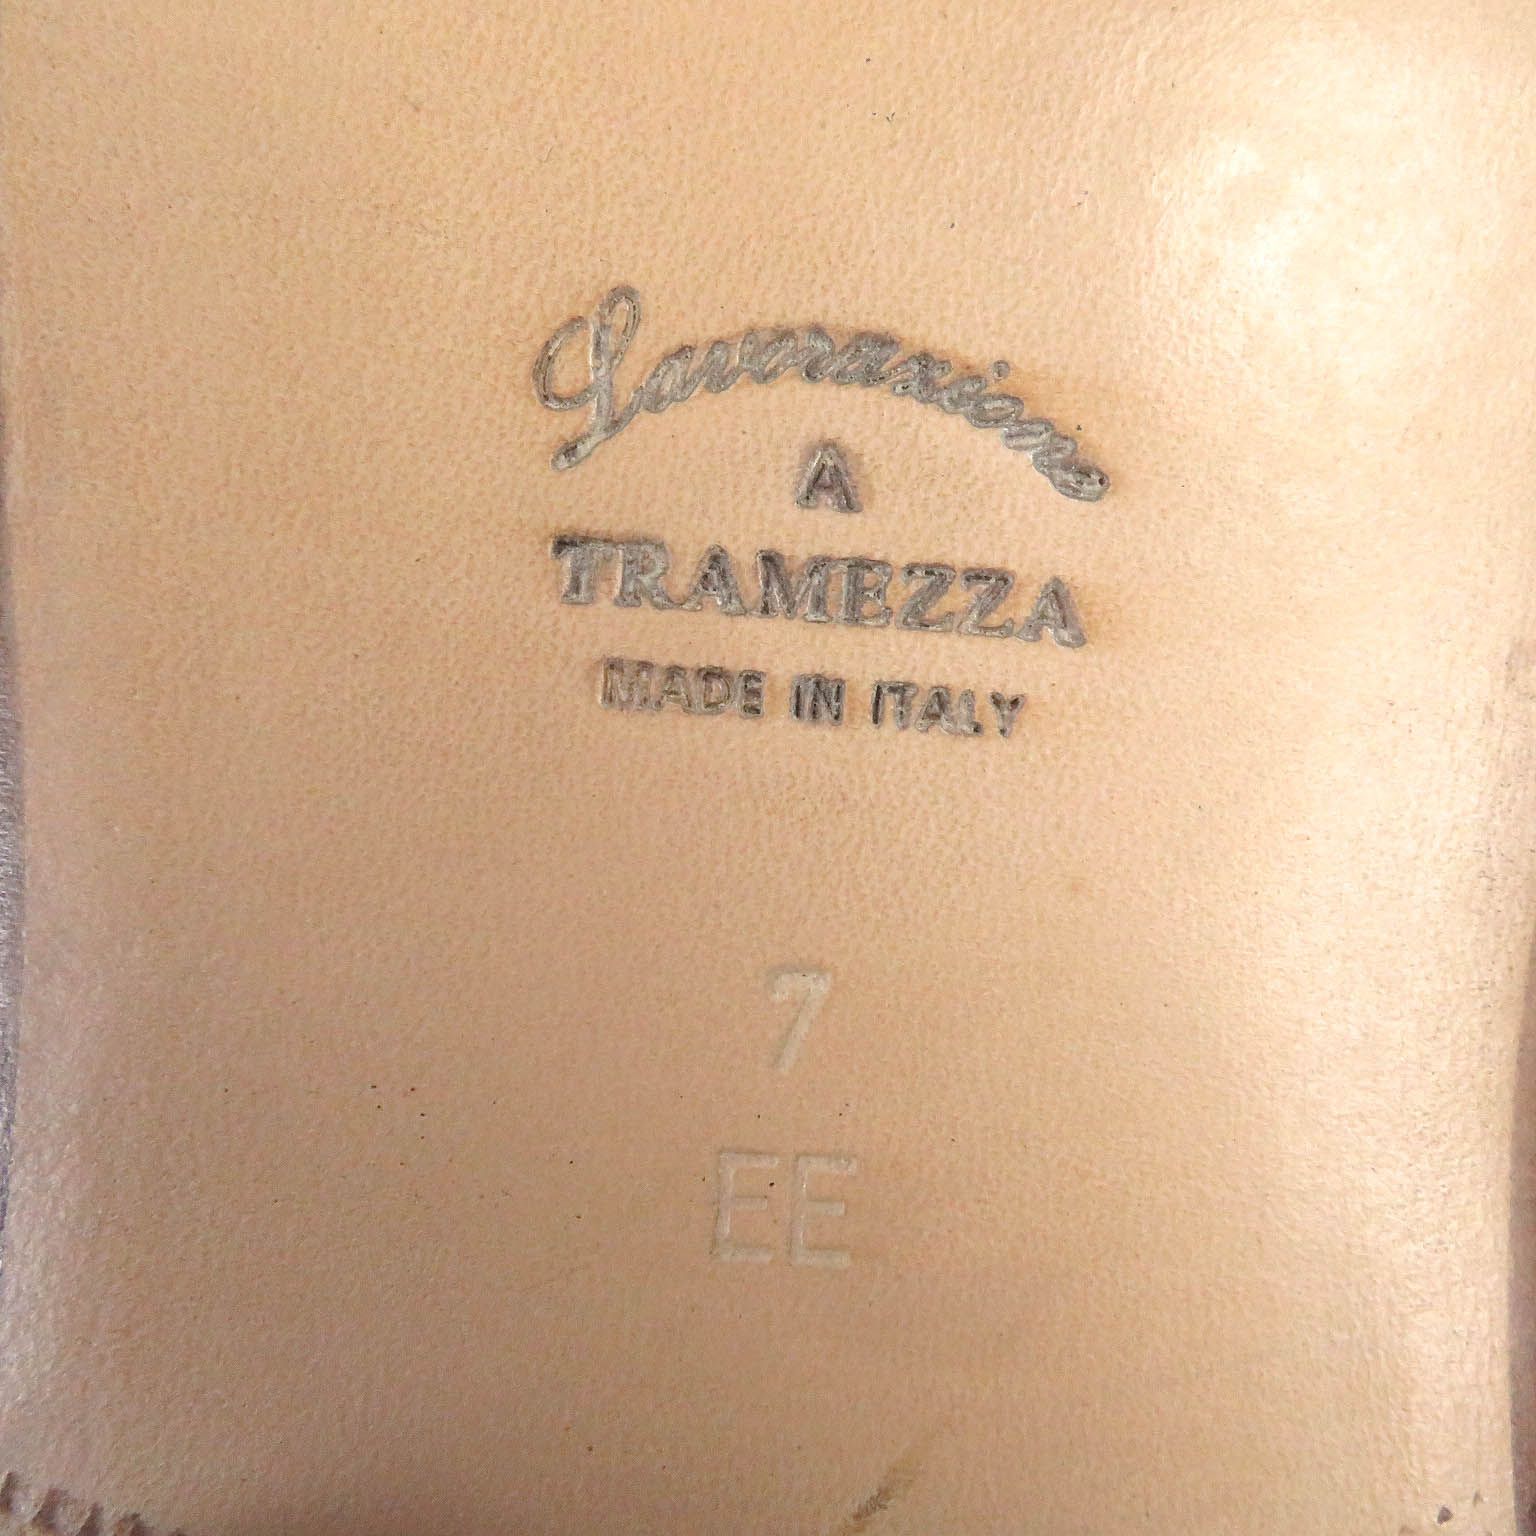 Lavorazione
A
TRAMEZZA
MADE IN ITALY
7
EE